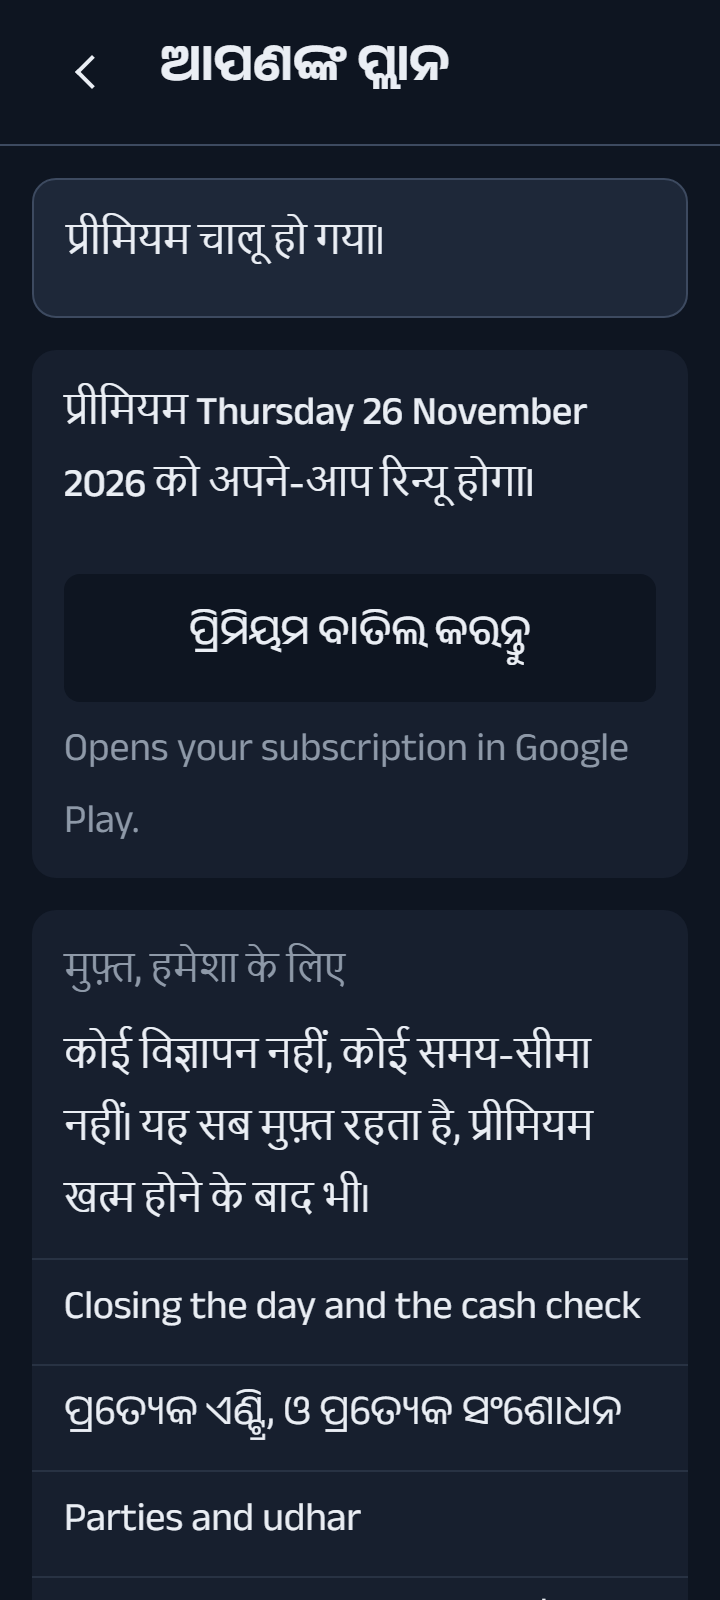 ଆପଣଙ୍କ ପ୍ଲାନ
प्रीमियम चालू हो गया।
प्रीमियम Thursday 26 November
2026 को अपने-आप रिन्यू होगा।
ପ୍ରିମିୟମ ବାତିଲ କରନ୍ତୁ
Opens your subscription in Google
Play.
मुफ़्त, हमेशा के लिए
कोई विज्ञापन नहीं, कोई समय-सीमा
नहीं। यह सब मुफ़्त रहता है, प्रीमियम
खत्म होने के बाद भी।
Closing the day and the cash check
ପ୍ରତ୍ୟେକ ଏଣ୍ଟ୍ରି, ଓ ପ୍ରତ୍ୟେକ ସଂଶୋଧନ
Parties and udhar